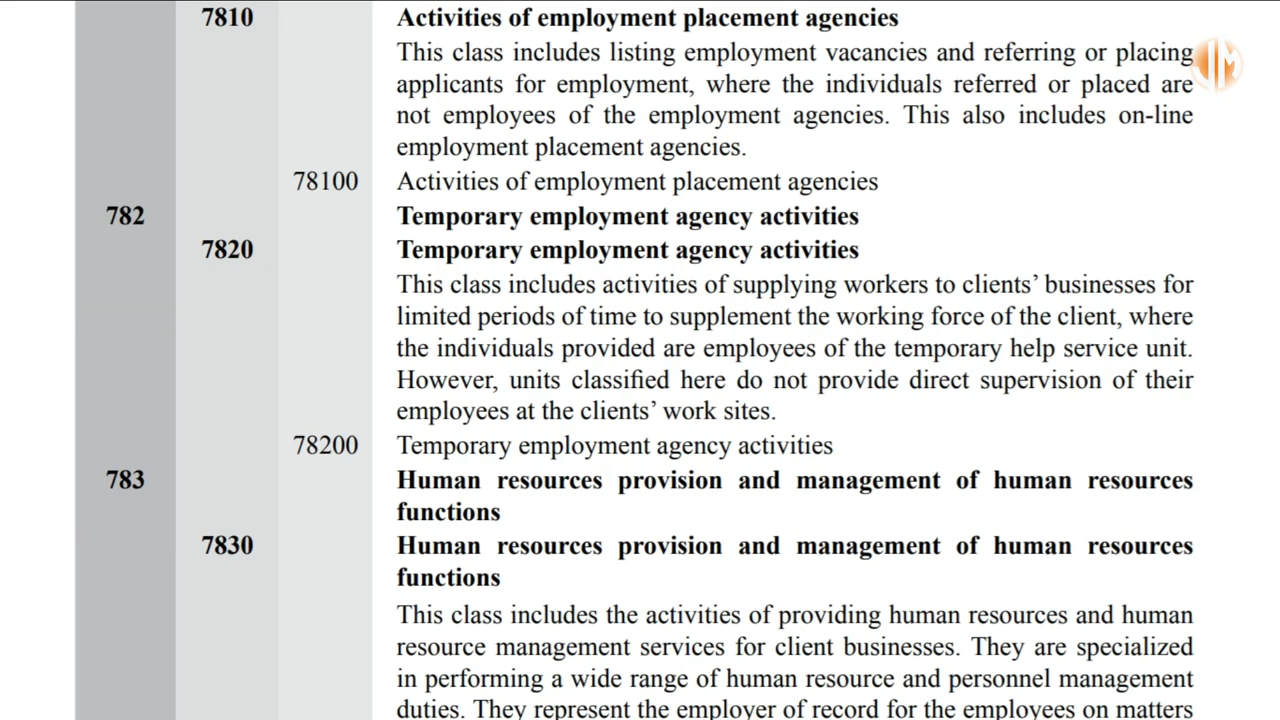 7810 Activities of employment placement agencies
This class includes listing employment vacancies and referring or placing
applicants for employment, where the individuals referred or placed are
not employees of the employment agencies. This also includes on-line
employment placement agencies.
78100 Activities of employment placement agencies
782 Temporary employment agency activities
7820 Temporary employment agency activities
This class includes activities of supplying workers to clients’ businesses for
limited periods of time to supplement the working force of the client, where
the individuals provided are employees of the temporary help service unit.
However, units classified here do not provide direct supervision of their
employees at the clients’ work sites.
78200 Temporary employment agency activities
783 Human resources provision and management of human resources
functions
7830 Human resources provision and management of human resources
functions
This class includes the activities of providing human resources and human
resource management services for client businesses. They are specialized
in performing a wide range of human resource and personnel management
duties. They represent the employer of record for the employees on matters